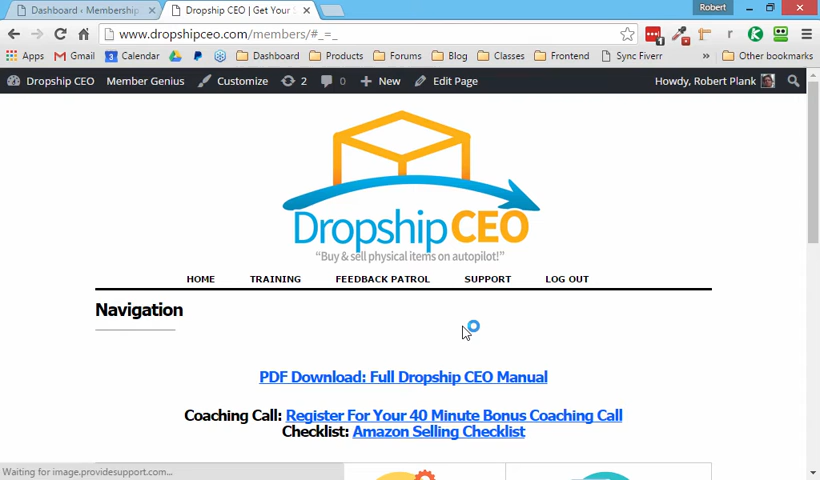 Robert
Dashboard ‹ Membership
Dropship CEO | Get Your S
www.dropshipceo.com/members/#_=_
Apps Gmail Calendar Dashboard Products Forums Blog Classes Frontend Sync Fiverr » Other bookmarks
Dropship CEO Member Genius Customize 2 0 New Edit Page Howdy, Robert Plank
Dropship CEO
“Buy & sell physical items on autopilot!”
HOME TRAINING FEEDBACK PATROL SUPPORT LOG OUT
Navigation
PDF Download: Full Dropship CEO Manual
Coaching Call: Register For Your 40 Minute Bonus Coaching Call
Checklist: Amazon Selling Checklist
Waiting for image.providesupport.com...